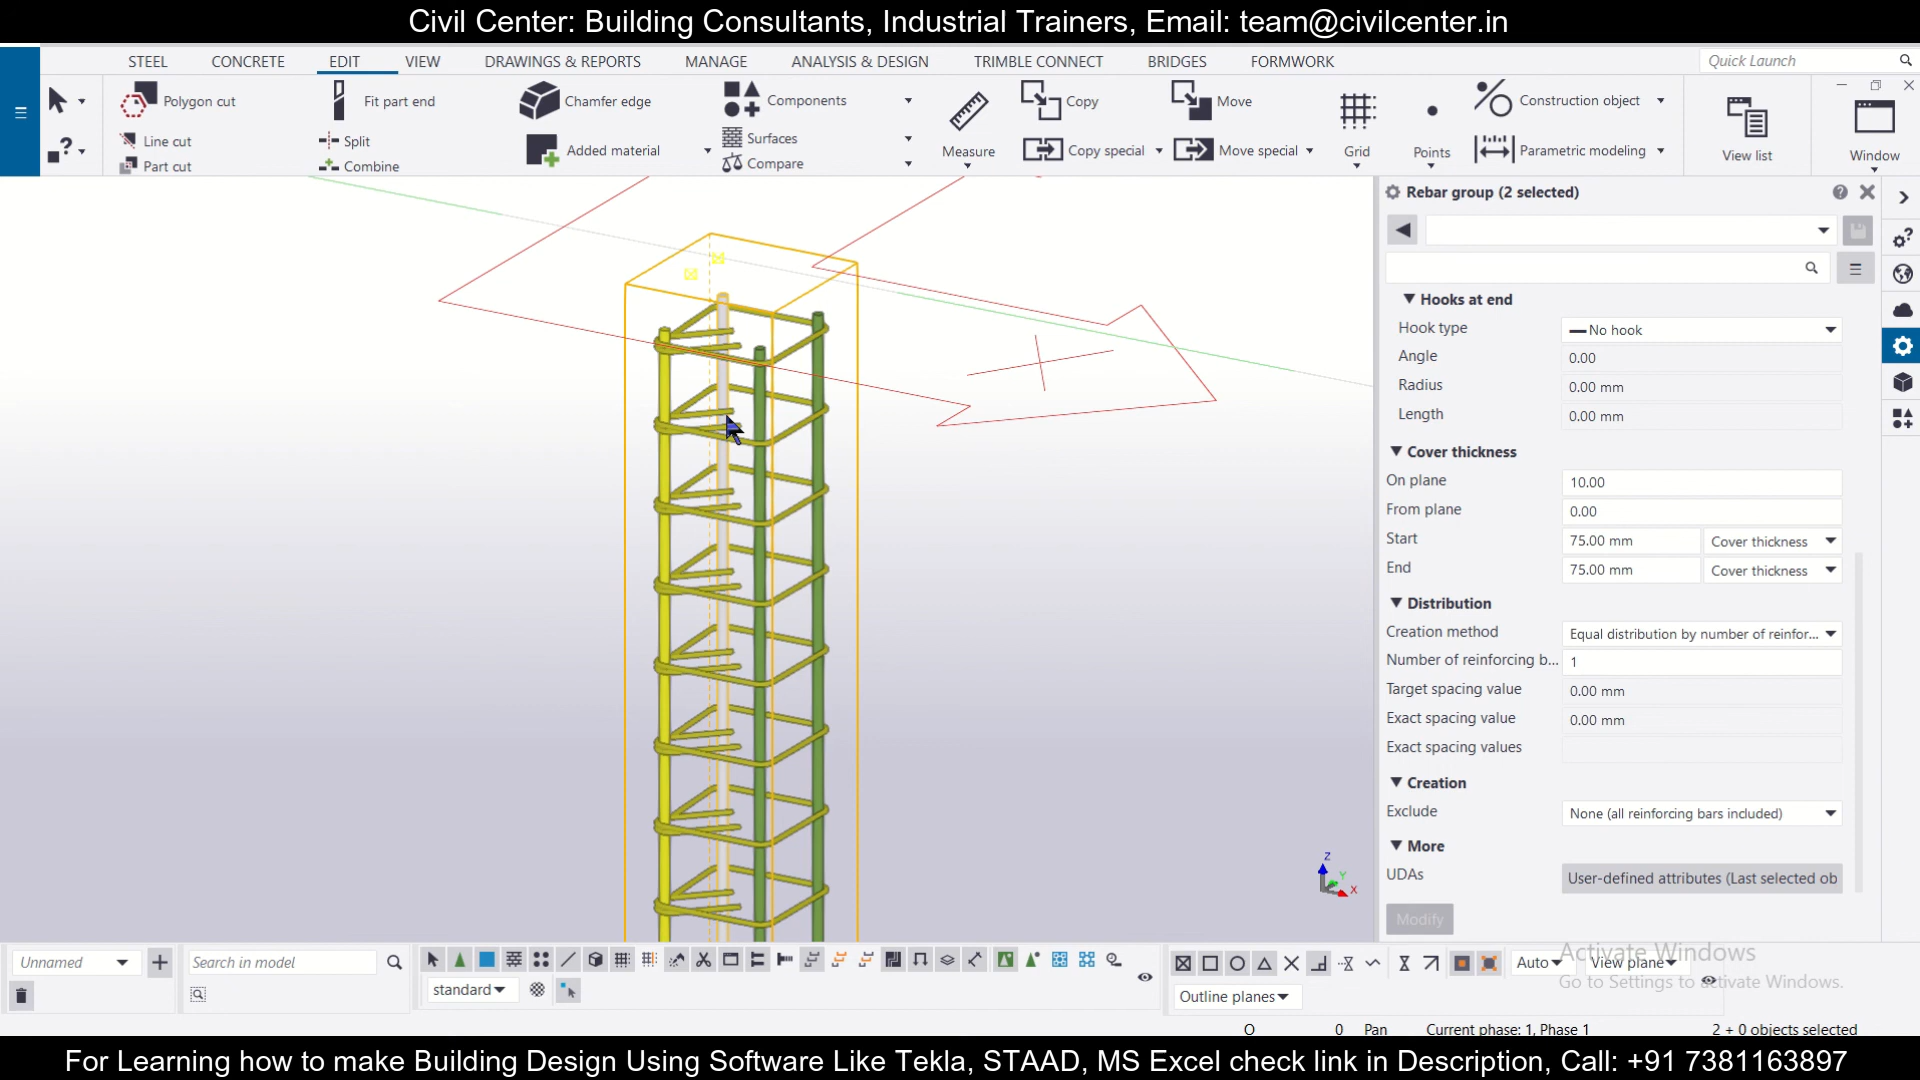 Civil Center: Building Consultants, Industrial Trainers, Email: team@civilcenter.in
STEEL CONCRETE EDIT VIEW DRAWINGS & REPORTS MANAGE ANALYSIS & DESIGN TRIMBLE CONNECT BRIDGES FORMWORK Quick Launch
Polygon cut Fit part end Chamfer edge Components Copy Move Construction object
Line cut Split Added material Surfaces Measure Copy special Move special Grid Points Parametric modeling View list Window
Part cut Combine Compare
Rebar group (2 selected)
Hooks at end
Hook type No hook
Angle 0.00
Radius 0.00 mm
Length 0.00 mm
Cover thickness
On plane 10.00
From plane 0.00
Start 75.00 mm Cover thickness
End 75.00 mm Cover thickness
Distribution
Creation method Equal distribution by number of reinfor...
Number of reinforcing b... 1
Target spacing value 0.00 mm
Exact spacing value 0.00 mm
Exact spacing values
Creation
Exclude None (all reinforcing bars included)
More
UDAs User-defined attributes (Last selected ob
Modify
Z
Y
X
Activate Windows
Go to Settings to activate Windows.
Unnamed Search in model Auto View plane
standard Outline planes
O 0 Pan Current phase: 1, Phase 1 2 + 0 objects selected
For Learning how to make Building Design Using Software Like Tekla, STAAD, MS Excel check link in Description, Call: +91 7381163897